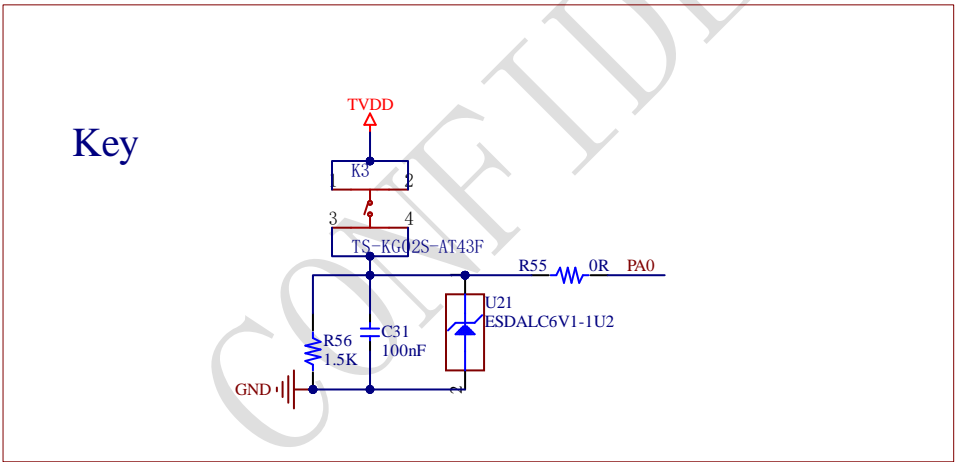 TVDD
Key
K3
1 2
3 4
TS-KG02S-AT43F
R55 0R PA0
U21
ESDALC6V1-1U2
R56
1.5K
C31
100nF
GND
2
CONFIDE